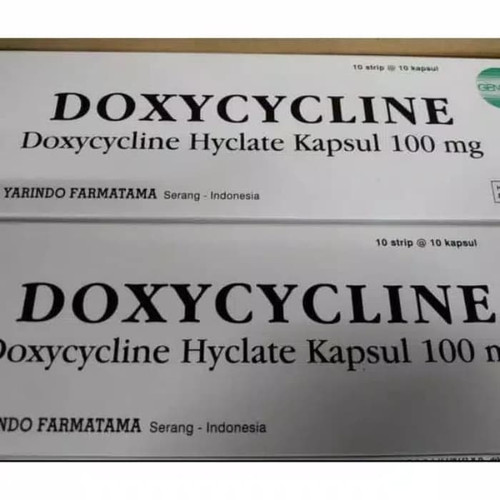 10 strip @ 10 kapsul
DOXYCYCLINE
Doxycycline Hyclate Kapsul 100 mg
YARINDO FARMATAMA Serang - Indonesia
10 strip @ 10 kapsul
DOXYCYCLINE
Doxycycline Hyclate Kapsul 100 m
NDO FARMATAMA Serang - Indonesia